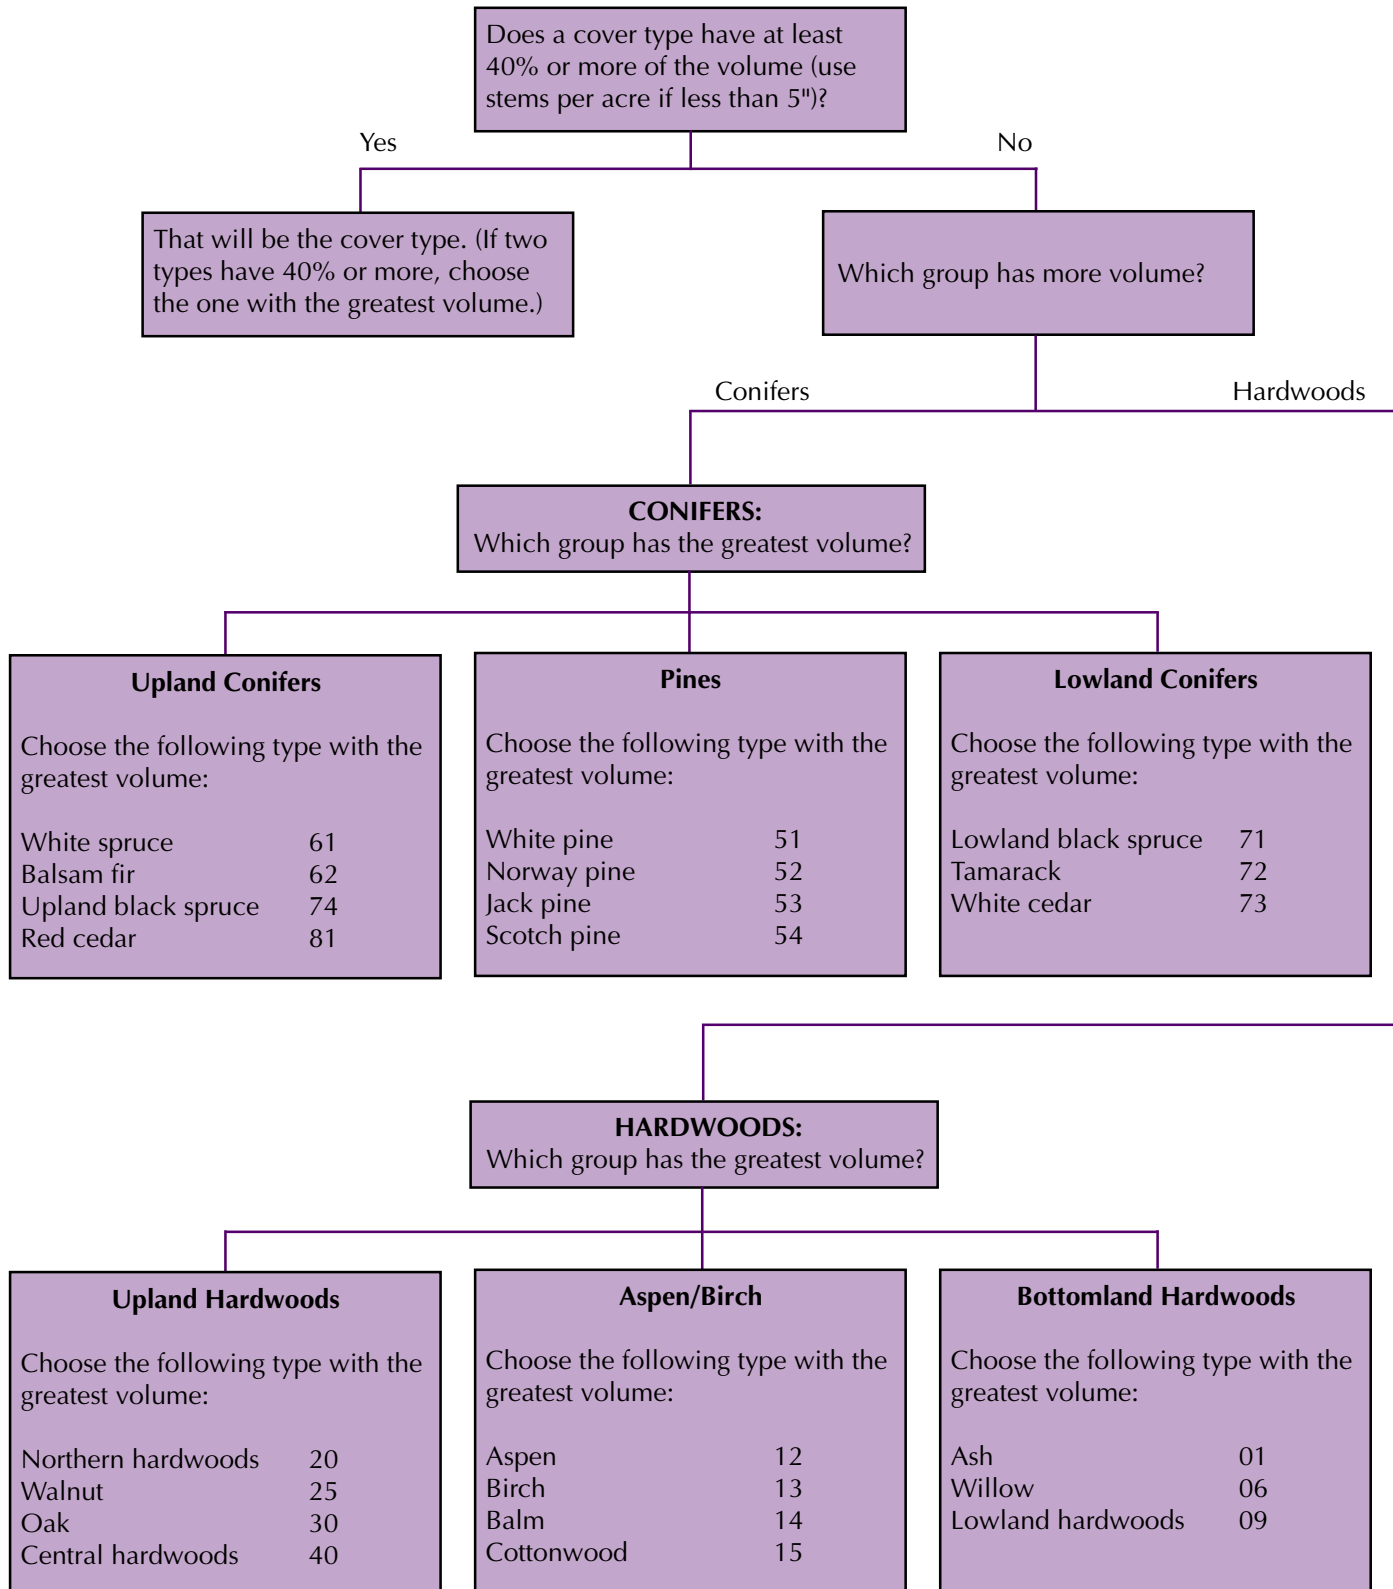 Does a cover type have at least
40% or more of the volume (use
stems per acre if less than 5")?
Yes
No
That will be the cover type. (If two
types have 40% or more, choose
the one with the greatest volume.)
Which group has more volume?
Conifers
Hardwoods
CONIFERS:
Which group has the greatest volume?
Upland Conifers
Choose the following type with the
greatest volume:
White spruce 61
Balsam fir 62
Upland black spruce 74
Red cedar 81
Pines
Choose the following type with the
greatest volume:
White pine 51
Norway pine 52
Jack pine 53
Scotch pine 54
Lowland Conifers
Choose the following type with the
greatest volume:
Lowland black spruce 71
Tamarack 72
White cedar 73
HARDWOODS:
Which group has the greatest volume?
Upland Hardwoods
Choose the following type with the
greatest volume:
Northern hardwoods 20
Walnut 25
Oak 30
Central hardwoods 40
Aspen/Birch
Choose the following type with the
greatest volume:
Aspen 12
Birch 13
Balm 14
Cottonwood 15
Bottomland Hardwoods
Choose the following type with the
greatest volume:
Ash 01
Willow 06
Lowland hardwoods 09